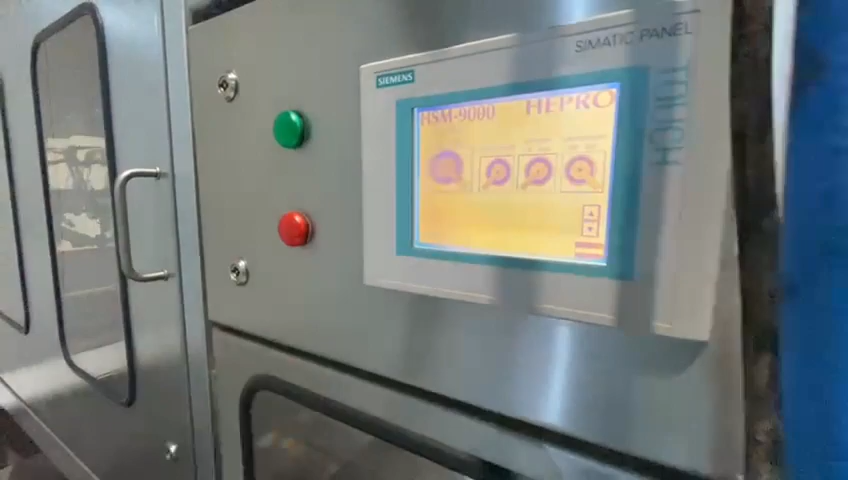 SIEMENS
SIMATIC PANEL
TOUCH
HSM-9000
HEPRO